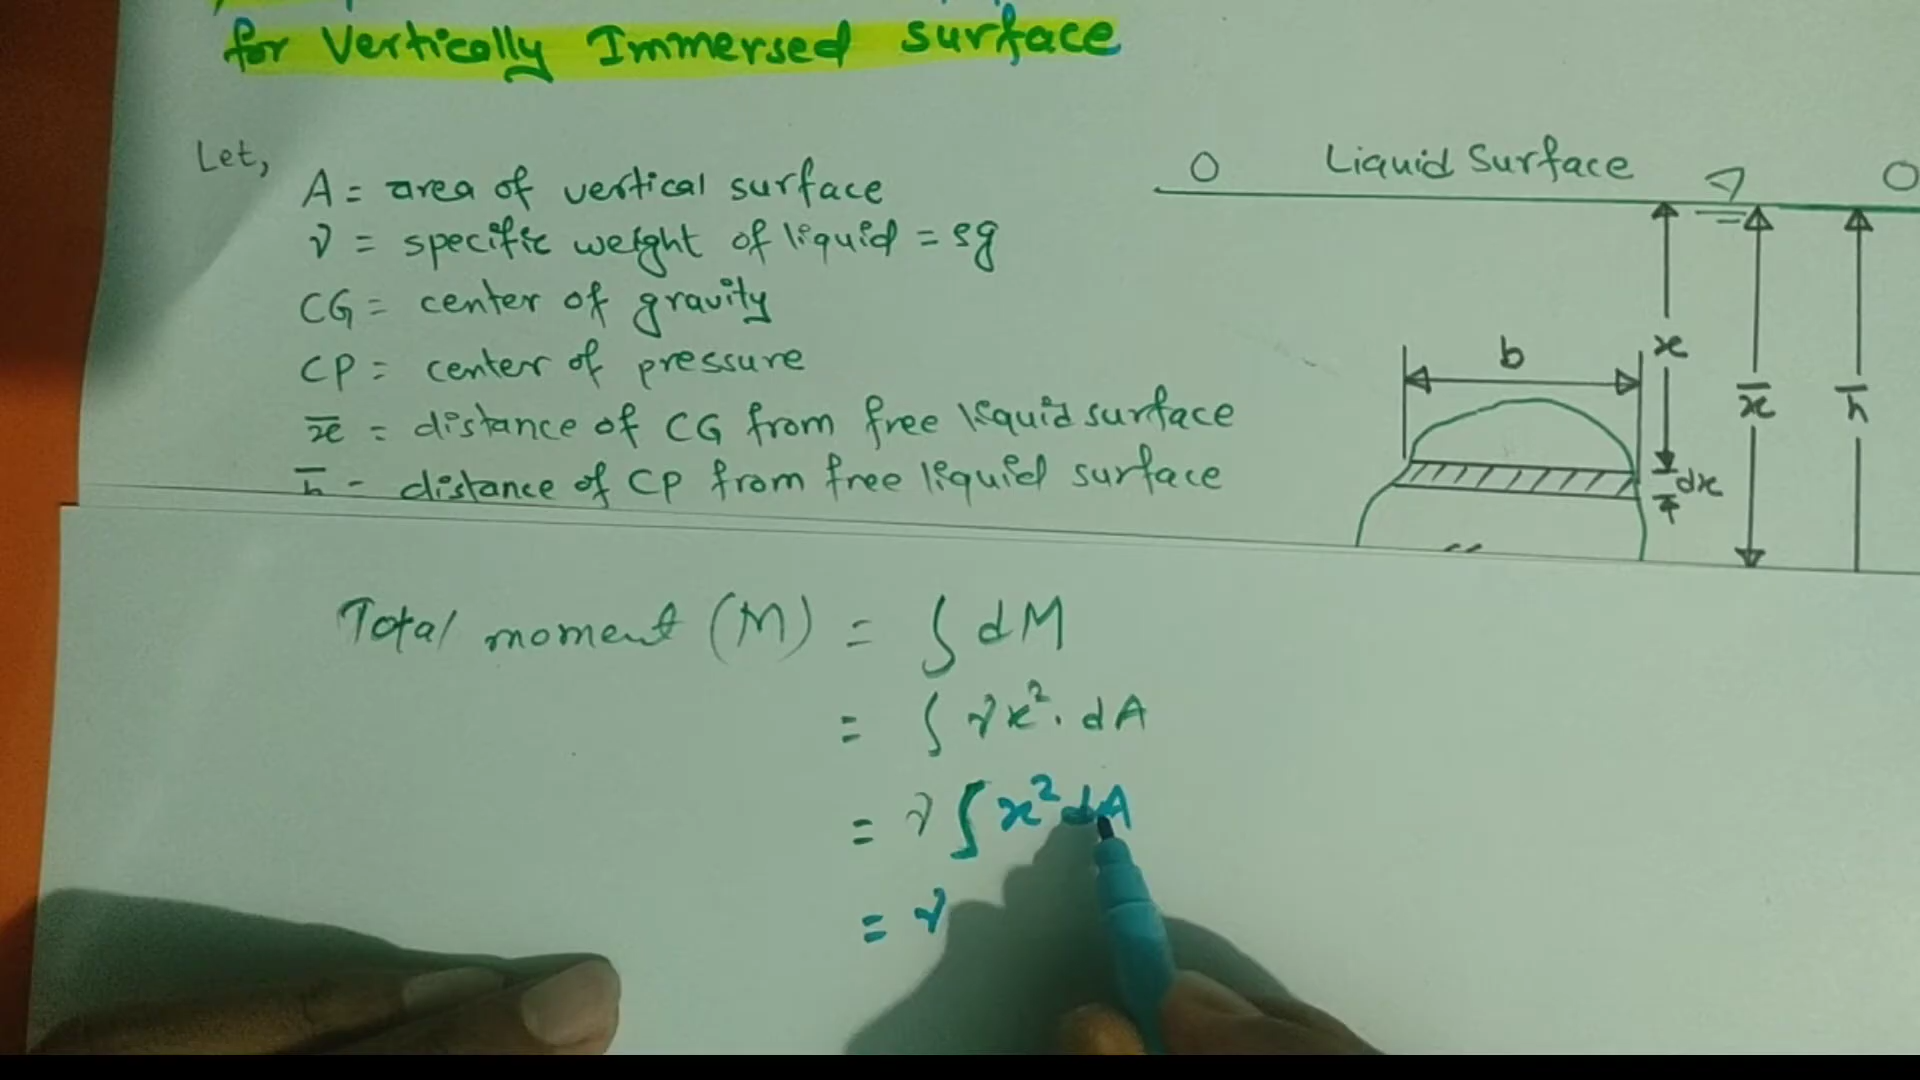 for Vertically Immersed surface
Let,
A = area of vertical surface
γ = specific weight of liquid = ρg
CG = center of gravity
CP = center of pressure
x̄ = distance of CG from free liquid surface
h̄ = distance of CP from free liquid surface
O Liquid Surface O
b
x
x̄
h̄
dx
Total moment (M) = ∫ dM
= ∫ γx². dA
= γ ∫ x² dA
= γ